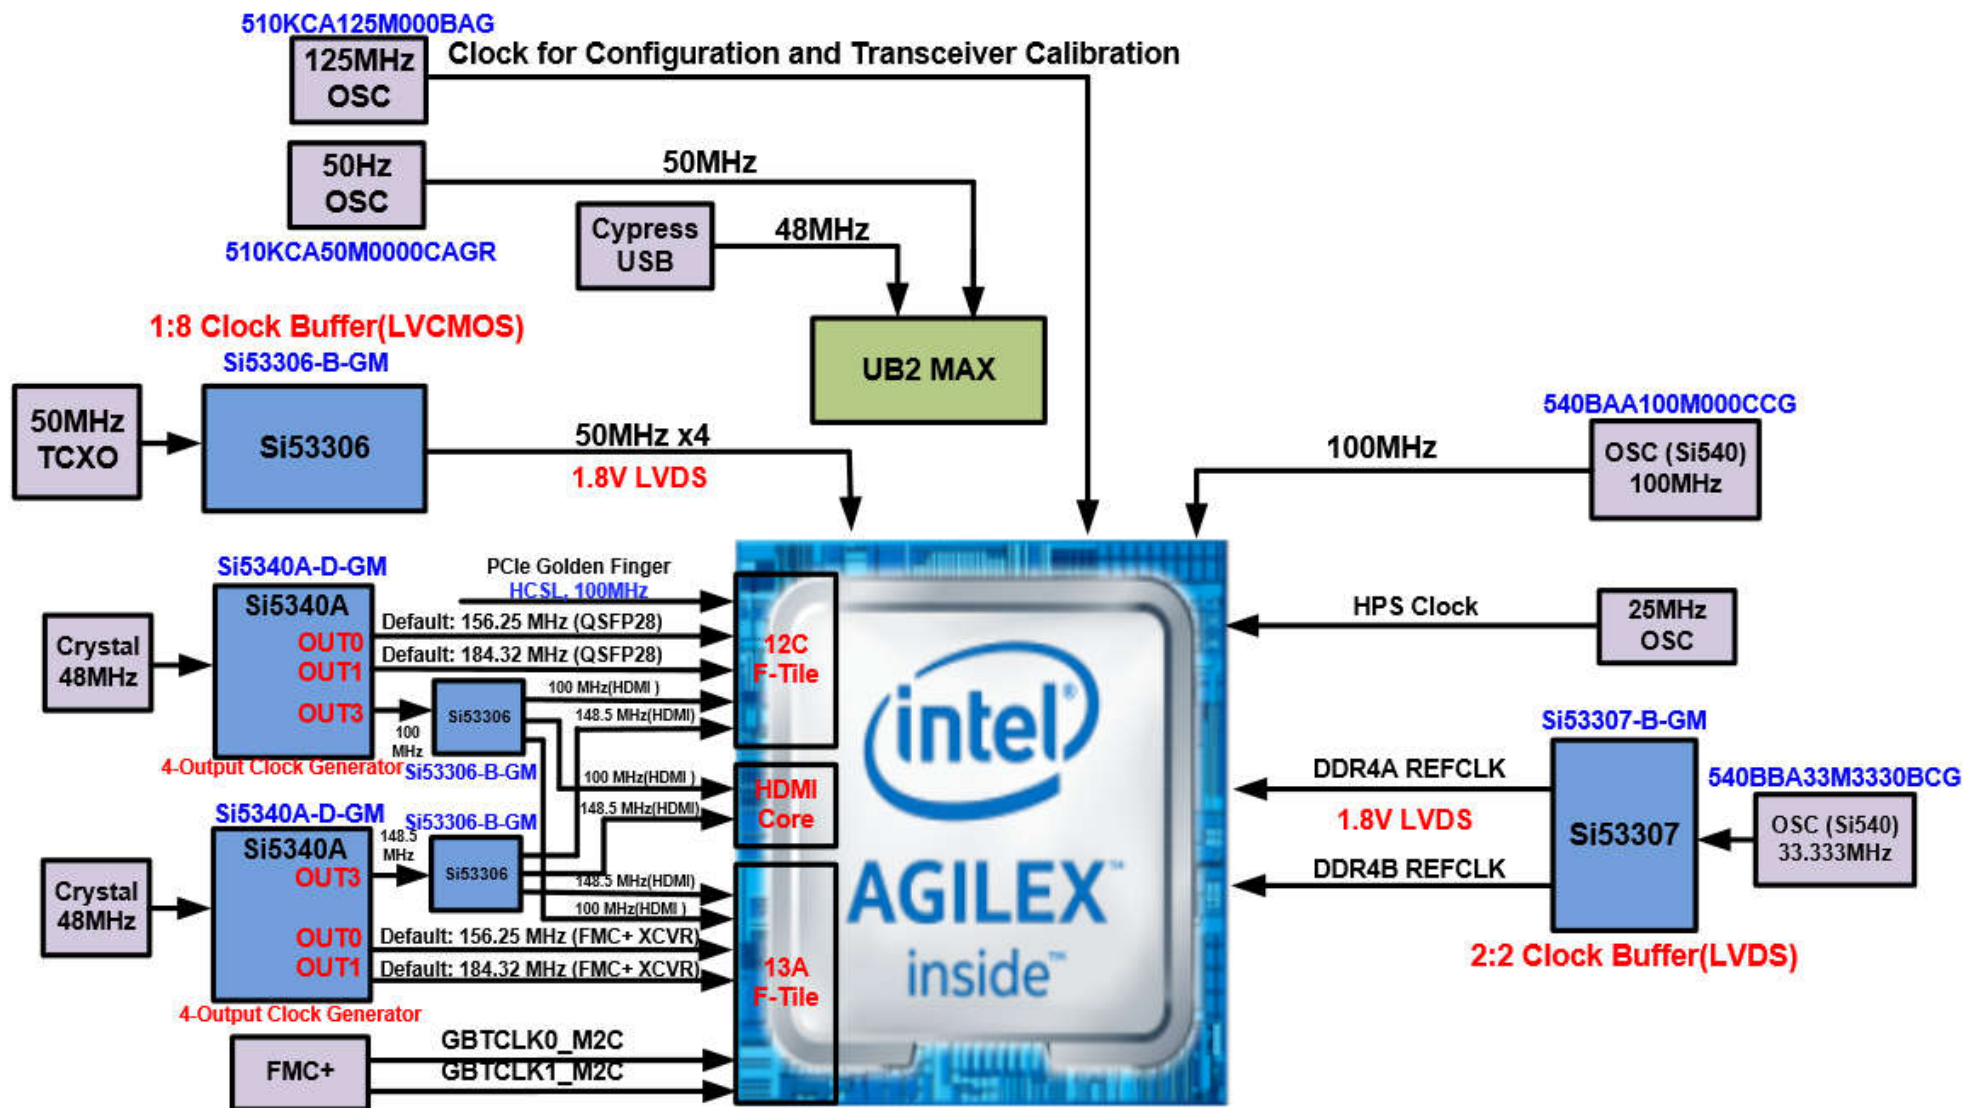 510KCA125M000BAG
125MHz
OSC
Clock for Configuration and Transceiver Calibration
50Hz
OSC
510KCA50M0000CAGR
50MHz
Cypress
USB
48MHz
UB2 MAX
1:8 Clock Buffer(LVCMOS)
Si53306-B-GM
50MHz
TCXO
Si53306
50MHz x4
1.8V LVDS
540BAA100M000CCG
100MHz
OSC (Si540)
100MHz
Si5340A-D-GM
Si5340A
OUT0
OUT1
OUT3
Crystal
48MHz
4-Output Clock Generator
PCIe Golden Finger
HCSL, 100MHz
Default: 156.25 MHz (QSFP28)
Default: 184.32 MHz (QSFP28)
100
MHz
Si53306
Si53306-B-GM
100 MHz(HDMI )
148.5 MHz(HDMI)
12C
F-Tile
100 MHz(HDMI )
148.5 MHz(HDMI)
HDMI
Core
Si5340A-D-GM
Si5340A
OUT3
OUT0
OUT1
Crystal
48MHz
4-Output Clock Generator
148.5
MHz
Si53306-B-GM
Si53306
148.5 MHz(HDMI)
100 MHz(HDMI )
Default: 156.25 MHz (FMC+ XCVR)
Default: 184.32 MHz (FMC+ XCVR)
13A
F-Tile
FMC+
GBTCLK0_M2C
GBTCLK1_M2C
intel®
AGILEX™
inside™
HPS Clock
25MHz
OSC
Si53307-B-GM
DDR4A REFCLK
1.8V LVDS
DDR4B REFCLK
Si53307
540BBA33M3330BCG
OSC (Si540)
33.333MHz
2:2 Clock Buffer(LVDS)